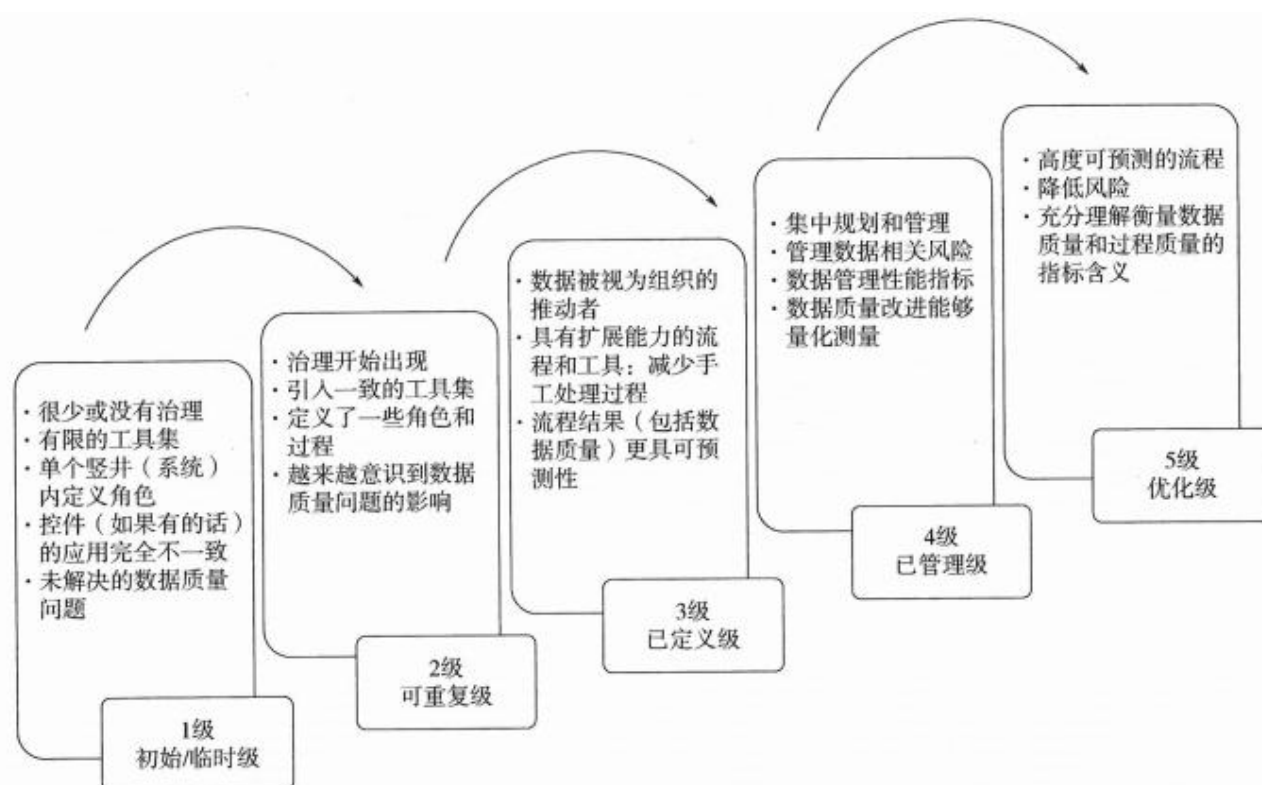 · 很少或没有治理
· 有限的工具集
· 单个竖井（系统）
内定义角色
· 控件（如果有的话）
的应用完全不一致
· 未解决的数据质量
问题
1级
初始/临时级
· 治理开始出现
· 引入一致的工具集
· 定义了一些角色和
过程
· 越来越意识到数据
质量问题的影响
2级
可重复级
· 数据被视为组织的
推动者
· 具有扩展能力的流
程和工具：减少手
工处理过程
· 流程结果（包括数
据质量）更具可预
测性
3级
已定义级
· 集中规划和管理
· 管理数据相关风险
· 数据管理性能指标
· 数据质量改进能够
量化测量
4级
已管理级
· 高度可预测的流程
· 降低风险
· 充分理解衡量数据
质量和过程质量的
指标含义
5级
优化级